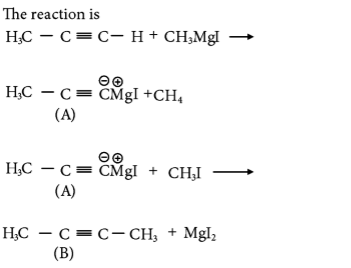 The reaction is
H₃C — C ≡ C — H + CH₃MgI ⟶
H₃C — C ≡ C⊖M⊕gI + CH₄
(A)
H₃C — C ≡ C⊖M⊕gI + CH₃I ⟶
(A)
H₃C — C ≡ C — CH₃ + MgI₂
(B)